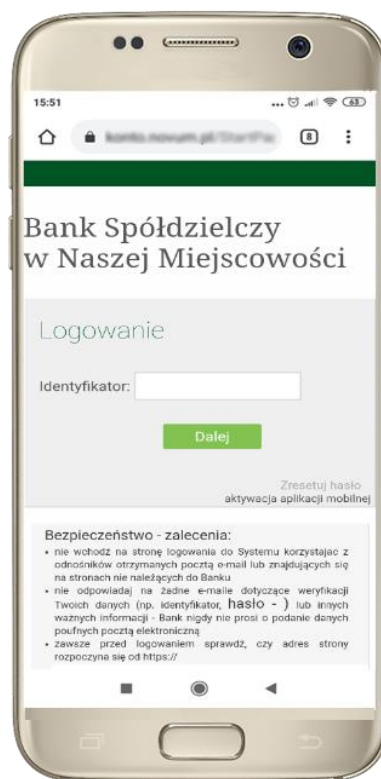 15:51
63
8
Bank Spółdzielczy
w Naszej Miejscowości
Logowanie
Identyfikator:
Dalej
Zresetuj hasło
aktywacja aplikacji mobilnej
Bezpieczeństwo - zalecenia:
• nie wchodź na stronę logowania do Systemu korzystając z
odnośników otrzymanych pocztą e-mail lub znajdujących się
na stronach nie należących do Banku
• nie odpowiadaj na żadne e-maile dotyczące weryfikacji
Twoich danych (np. identyfikator, hasło - ) lub innych
ważnych informacji - Bank nigdy nie prosi o podanie danych
poufnych pocztą elektroniczną
• zawsze przed logowaniem sprawdź, czy adres strony
rozpoczyna się od https://